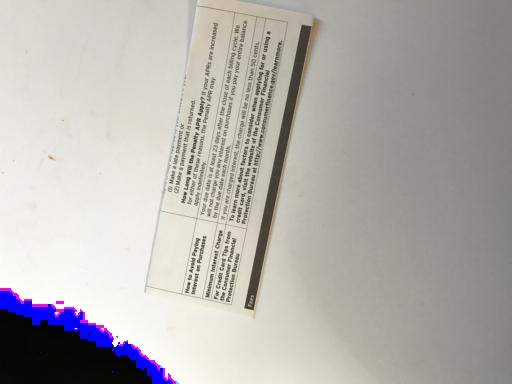 (1) Make a late payment or
(2) Make a payment that is returned.
How Long Will the Penalty APR Apply? If your APRs are increased
for either of these reasons, the Penalty APR may
apply indefinitely.
How to Avoid Paying
Interest on Purchases
Your due date is at least 23 days after the close of each billing cycle. We
will not charge you any interest on purchases if you pay your entire balance
by the due date each month.
Minimum Interest Charge
If you are charged interest, the charge will be no less than 50 cents.
For Credit Card Tips from
the Consumer Financial
Protection Bureau
To learn more about factors to consider when applying for or using a
credit card, visit the website of the Consumer Financial
Protection Bureau at http://www.consumerfinance.gov/learnmore.
Fees